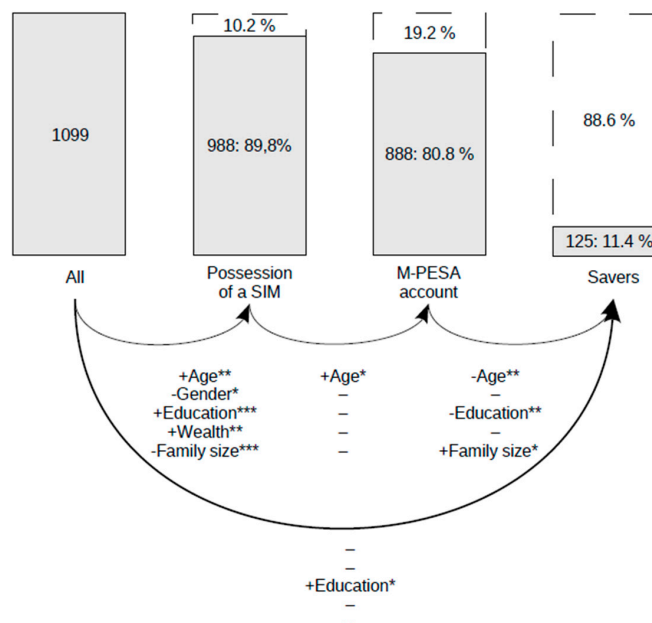 10.2 %
19.2 %
1099
988: 89,8%
888: 80.8 %
88.6 %
125: 11.4 %
All
Possession
of a SIM
M-PESA
account
Savers
+Age**
-Gender*
+Education***
+Wealth**
-Family size***
+Age*
–
–
–
–
-Age**
–
-Education**
–
+Family size*
–
–
+Education*
–
–